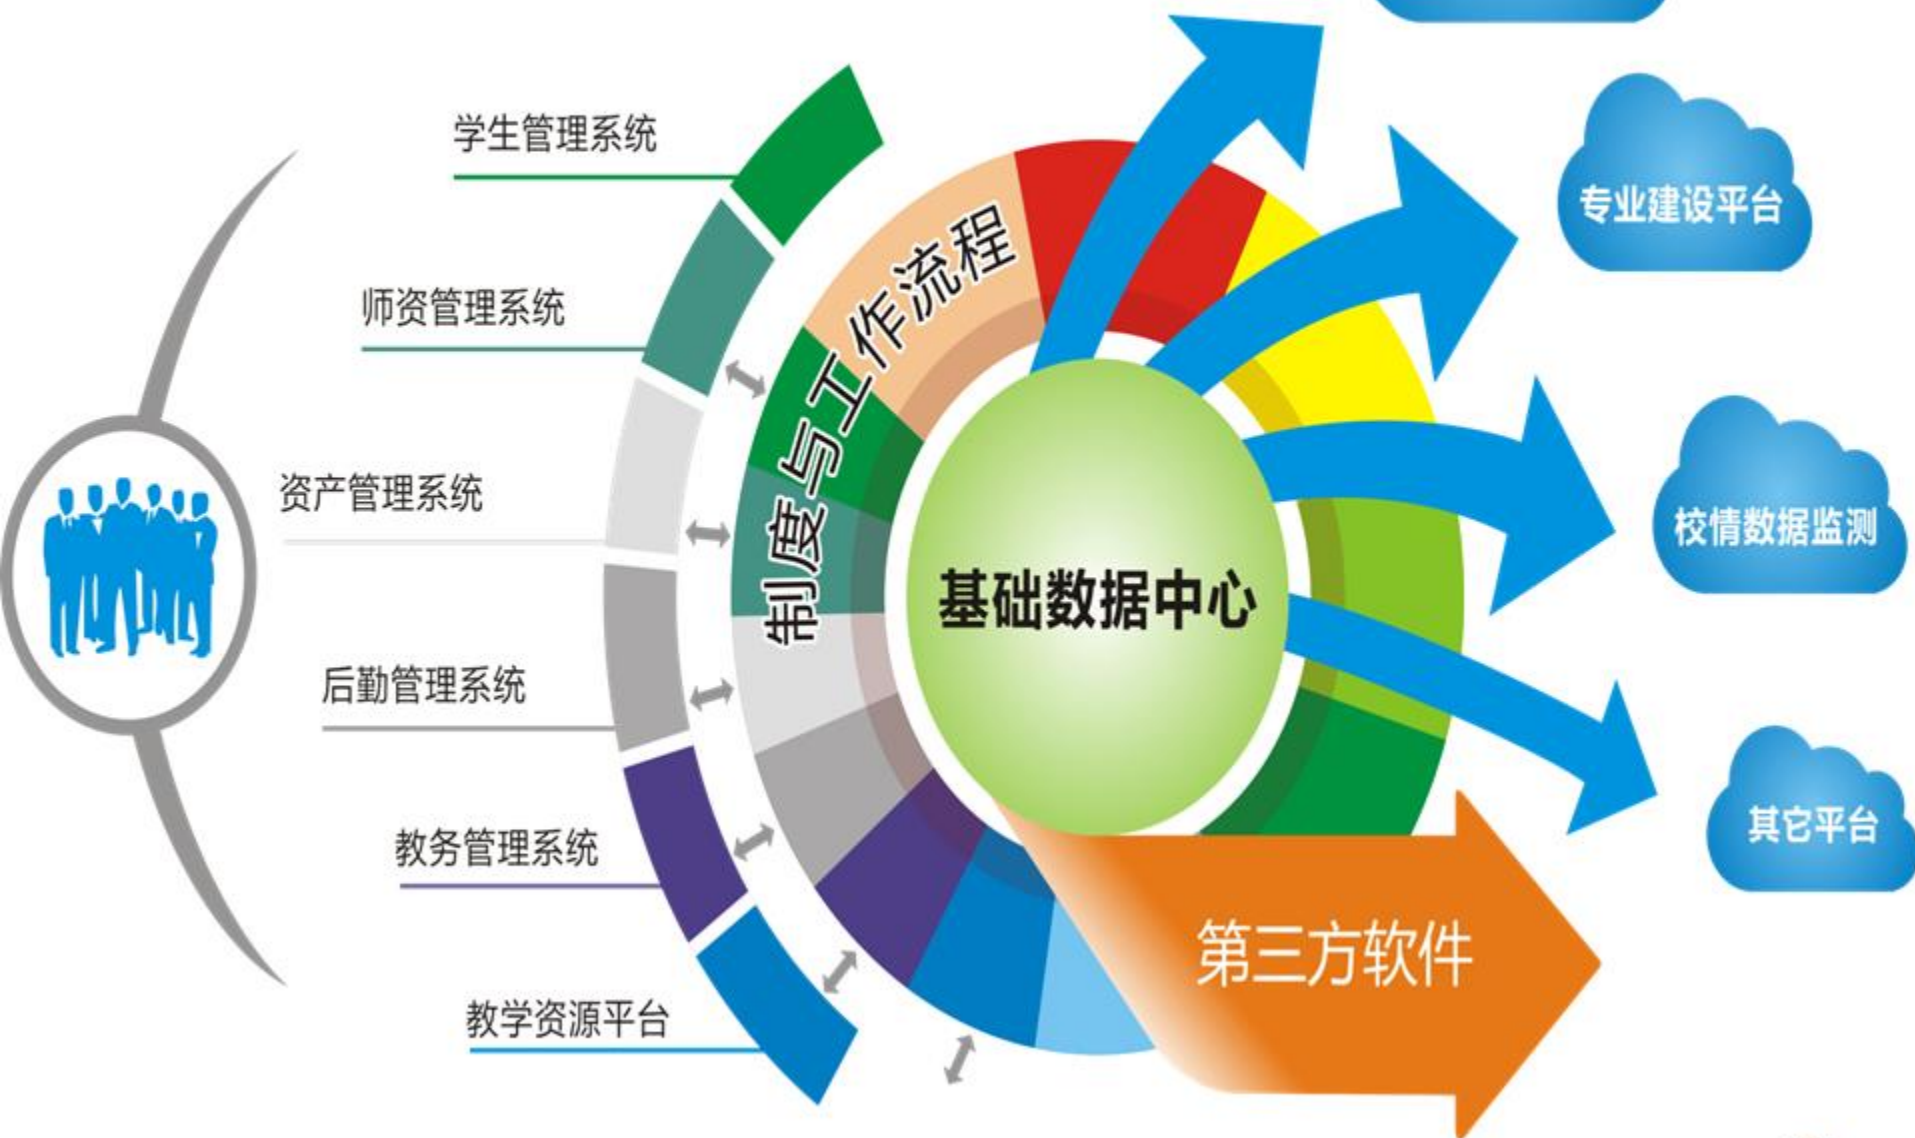 学生管理系统
专业建设平台
师资管理系统
制度与工作流程
资产管理系统
校情数据监测
基础数据中心
后勤管理系统
其它平台
教务管理系统
第三方软件
教学资源平台